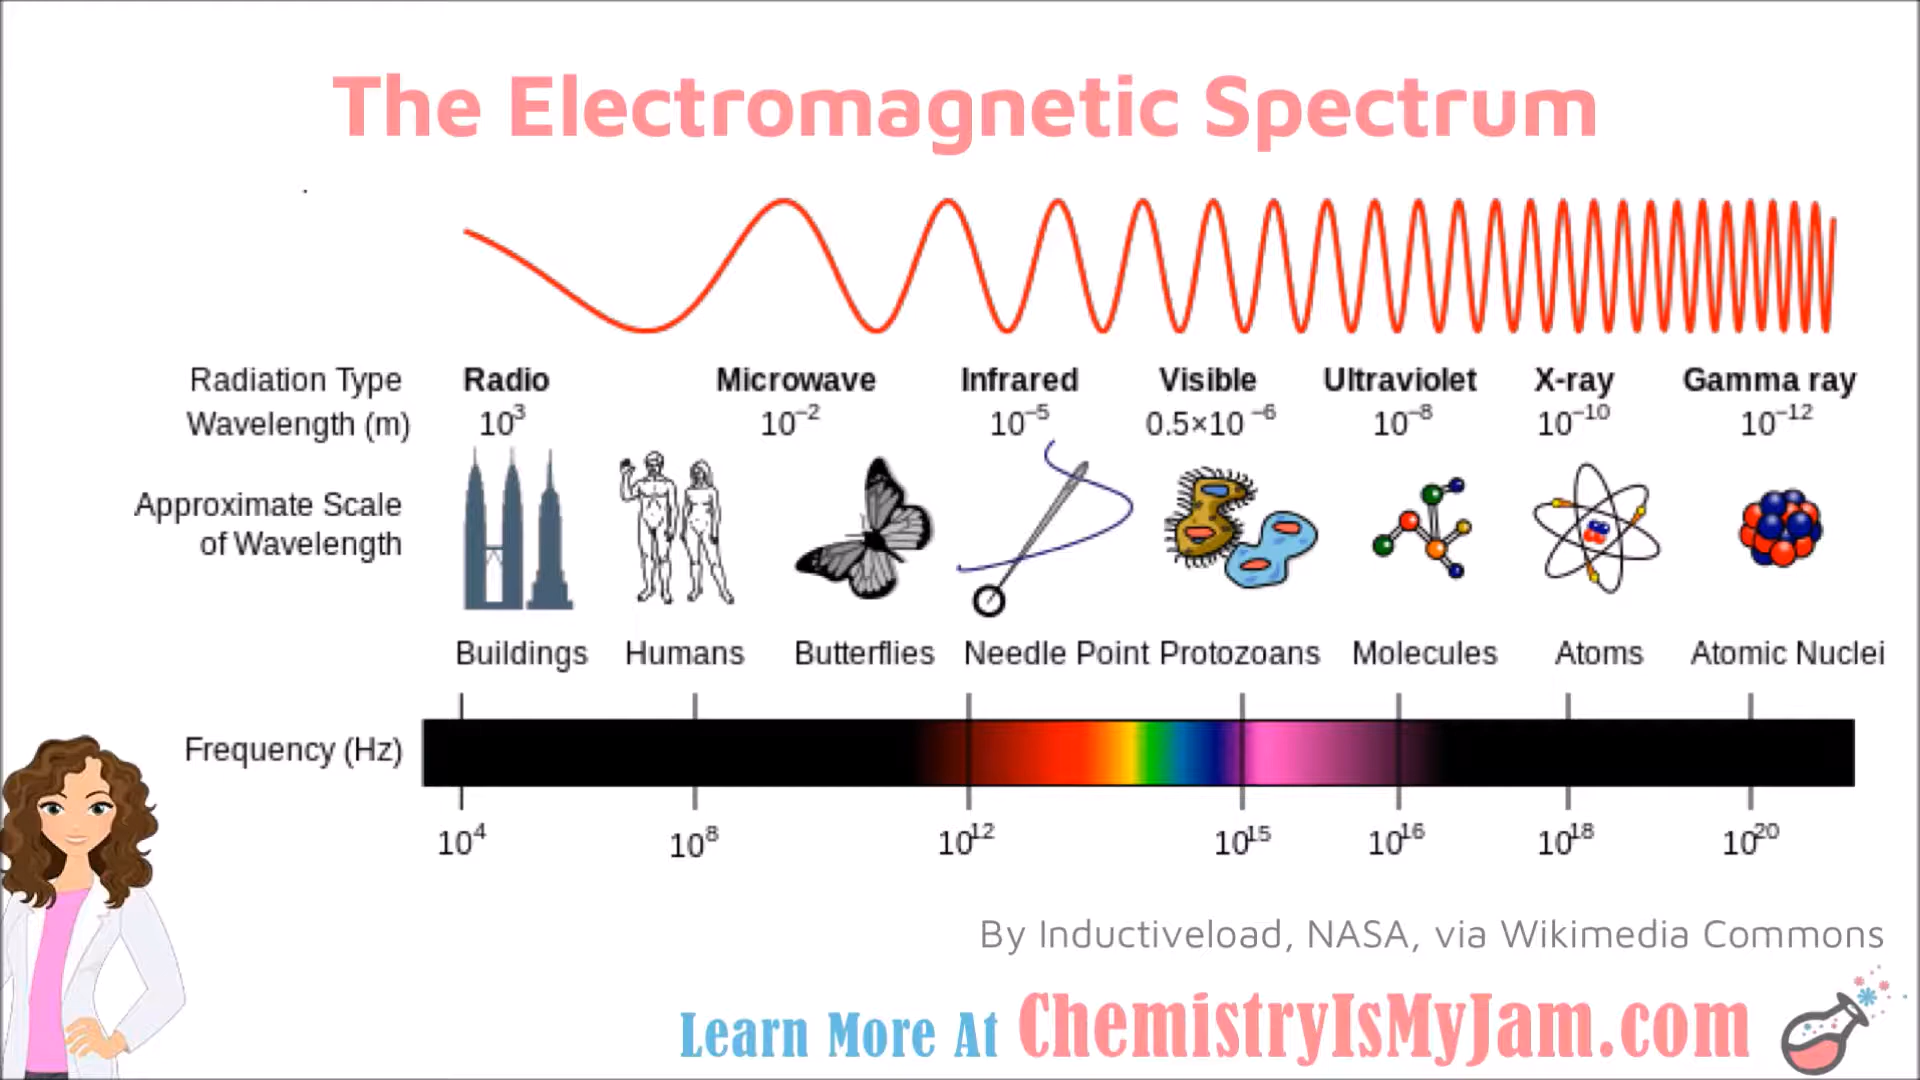 The Electromagnetic Spectrum
Radiation Type Radio Microwave Infrared Visible Ultraviolet X-ray Gamma ray
Wavelength (m) 10³ 10⁻² 10⁻⁵ 0.5×10⁻⁶ 10⁻⁸ 10⁻¹⁰ 10⁻¹²
Approximate Scale
of Wavelength
Buildings Humans Butterflies Needle Point Protozoans Molecules Atoms Atomic Nuclei
Frequency (Hz)
10⁴ 10⁸ 10¹² 10¹⁵ 10¹⁶ 10¹⁸ 10²⁰
By Inductiveload, NASA, via Wikimedia Commons
Learn More At ChemistryIsMyJam.com